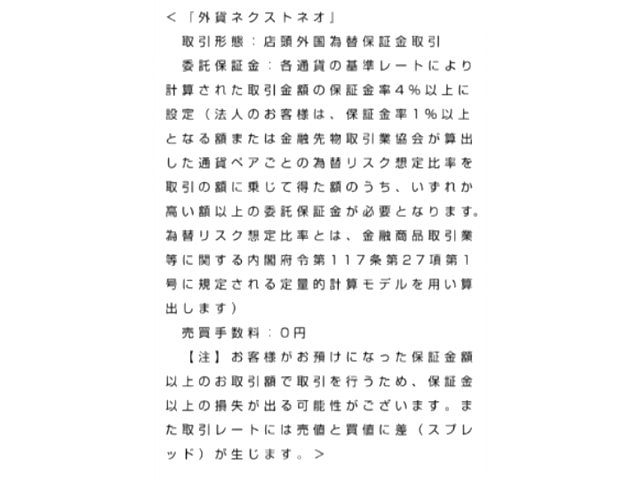 ＜『外貨ネクストネオ』
取引形態：店頭外国為替保証金取引
委託保証金：各通貨の基準レートにより
計算された取引金額の保証金率4％以上に
設定（法人のお客様は、保証金率1％以上
となる額または金融先物取引業協会が算出
した通貨ペアごとの為替リスク想定比率を
取引の額に乗じて得た額のうち、いずれか
高い額以上の委託保証金が必要となります。
為替リスク想定比率とは、金融商品取引業
等に関する内閣府令第117条第27項第1
号に規定される定量的計算モデルを用い算
出します）
売買手数料：0円
【注】お客様がお預けになった保証金額
以上のお取引額で取引を行うため、保証金
以上の損失が出る可能性がございます。ま
た取引レートには売値と買値に差（スプレ
ッド）が生じます。＞